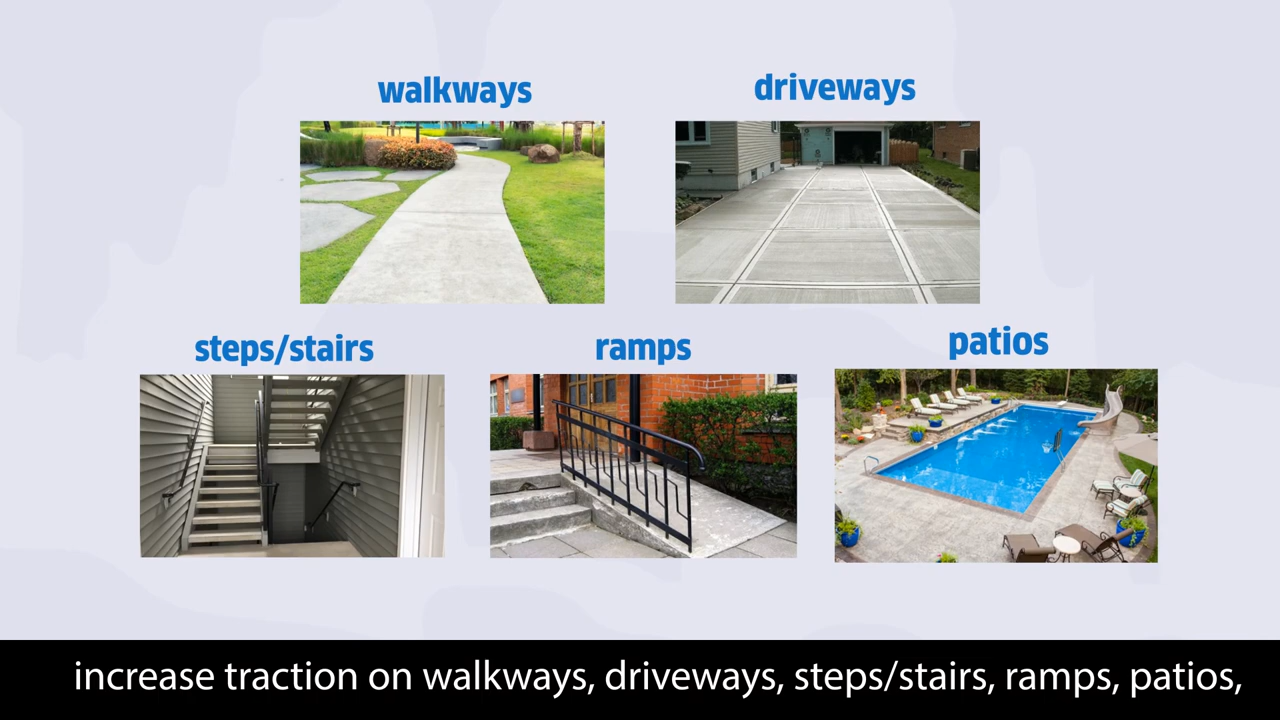 walkways
driveways
steps/stairs
ramps
patios
increase traction on walkways, driveways, steps/stairs, ramps, patios,